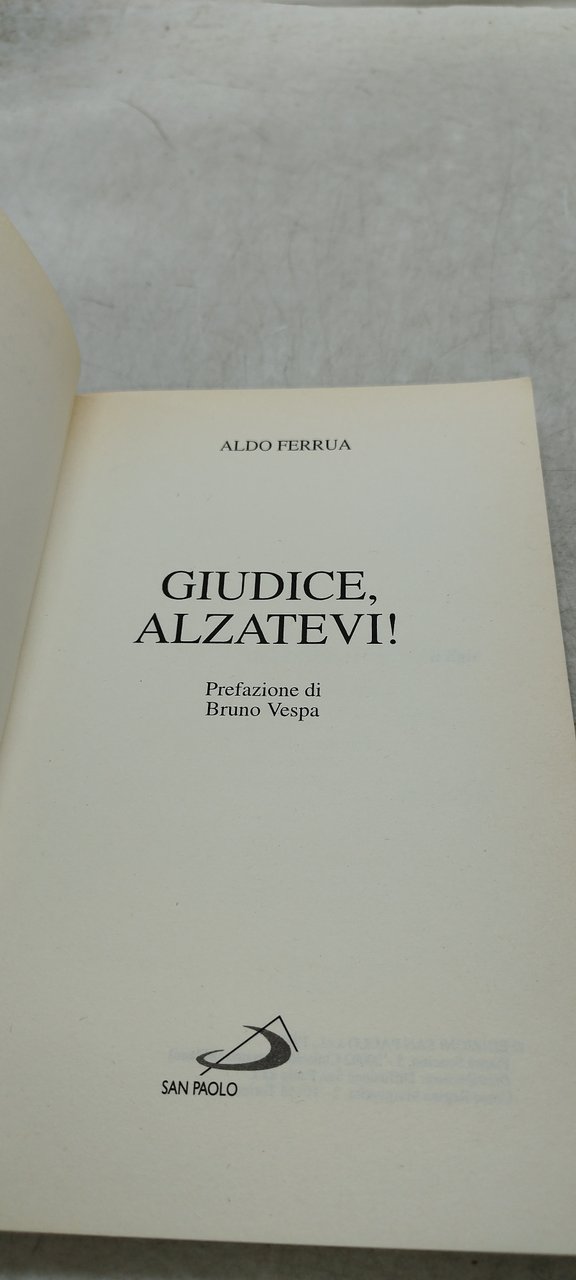 ALDO FERRUA
GIUDICE,
ALZATEVI!
Prefazione di
Bruno Vespa
SAN PAOLO